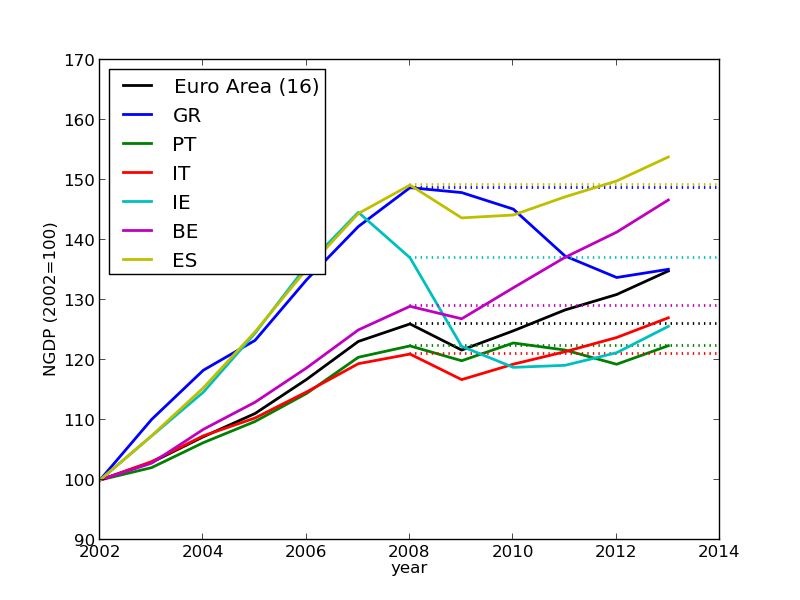 170
160
150
140
130
120
110
100
90
NGDP (2002=100)
Euro Area (16)
GR
PT
IT
IE
BE
ES
2002 2004 2006 2008 2010 2012 2014
year